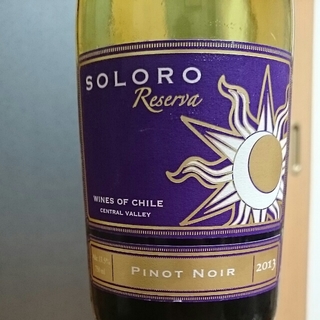 SOLORO
Reserva
WINES OF CHILE
CENTRAL VALLEY
PINOT NOIR
2013